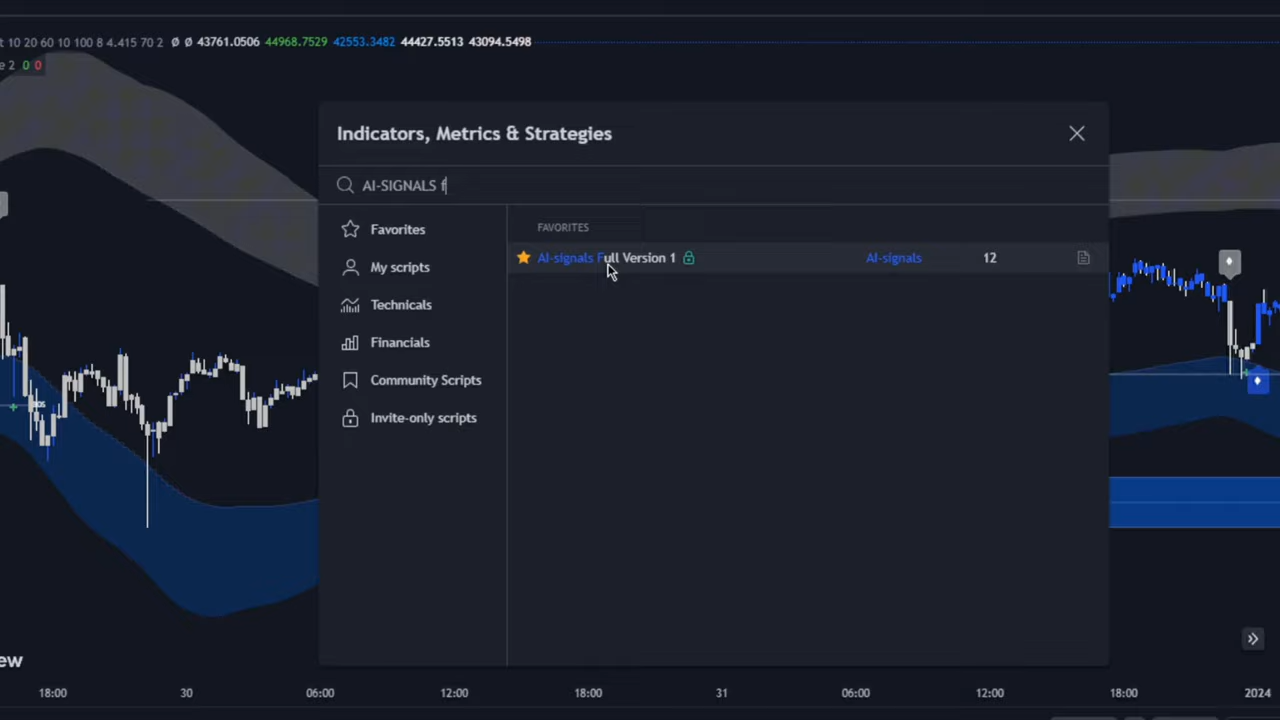 t 10 20 60 10 100 8 4.415 70 2 Ø Ø 43761.0506 44968.7529 42553.3482 44427.5513 43094.5498
e 2 0 0
Indicators, Metrics & Strategies
AI-SIGNALS f
Favorites
My scripts
Technicals
Financials
Community Scripts
Invite-only scripts
FAVORITES
AI-signals Full Version 1 AI-signals 12
ew
18:00 30 06:00 12:00 18:00 31 06:00 12:00 18:00 2024